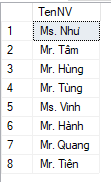 TenNV
1 Ms. Như
2 Mr. Tâm
3 Mr. Hùng
4 Mr. Tùng
5 Ms. Vinh
6 Mr. Hành
7 Mr. Quang
8 Mr. Tiên